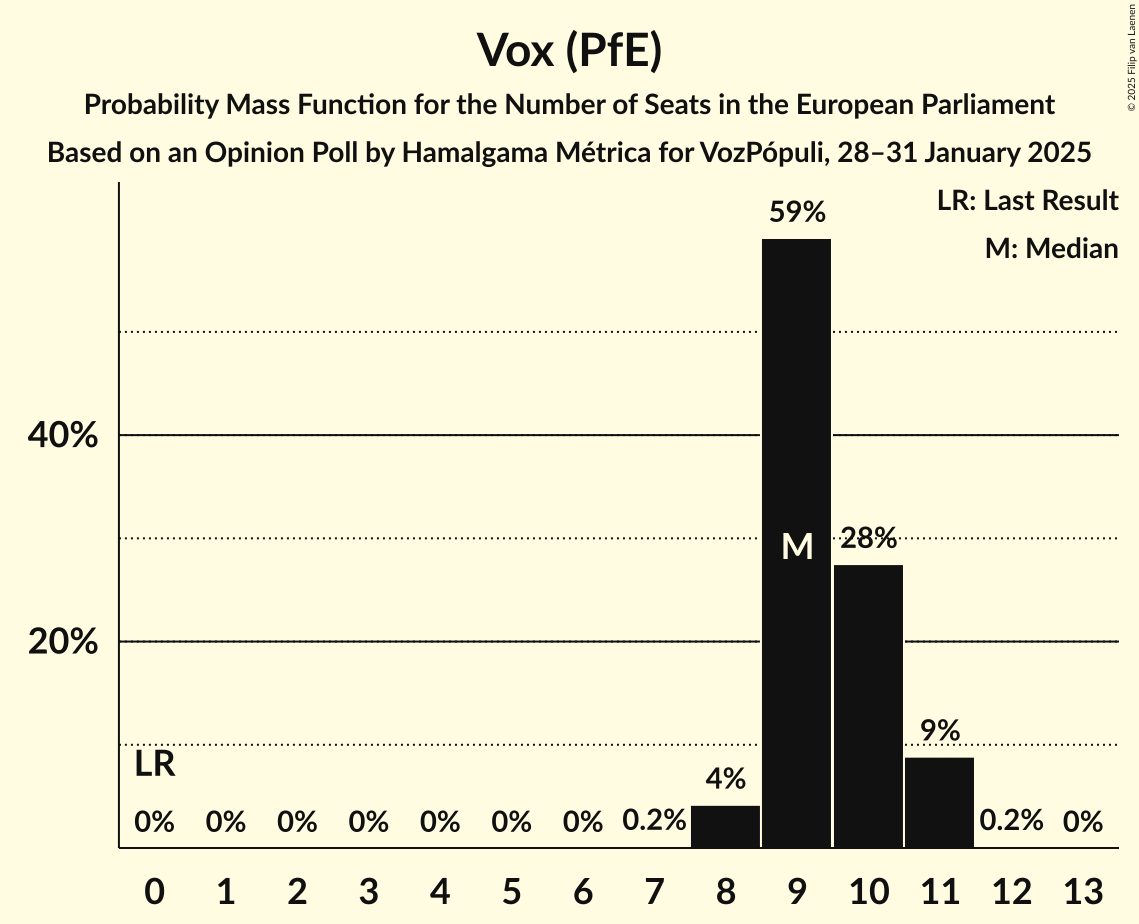 Vox (PfE)
Probability Mass Function for the Number of Seats in the European Parliament
Based on an Opinion Poll by Hamalgama Métrica for VozPópuli, 28–31 January 2025
© 2025 Filip van Laenen
LR: Last Result
M: Median
59%
40%
M
28%
20%
9%
LR
4%
0% 0% 0% 0% 0% 0% 0% 0.2% 0.2% 0%
0 1 2 3 4 5 6 7 8 9 10 11 12 13